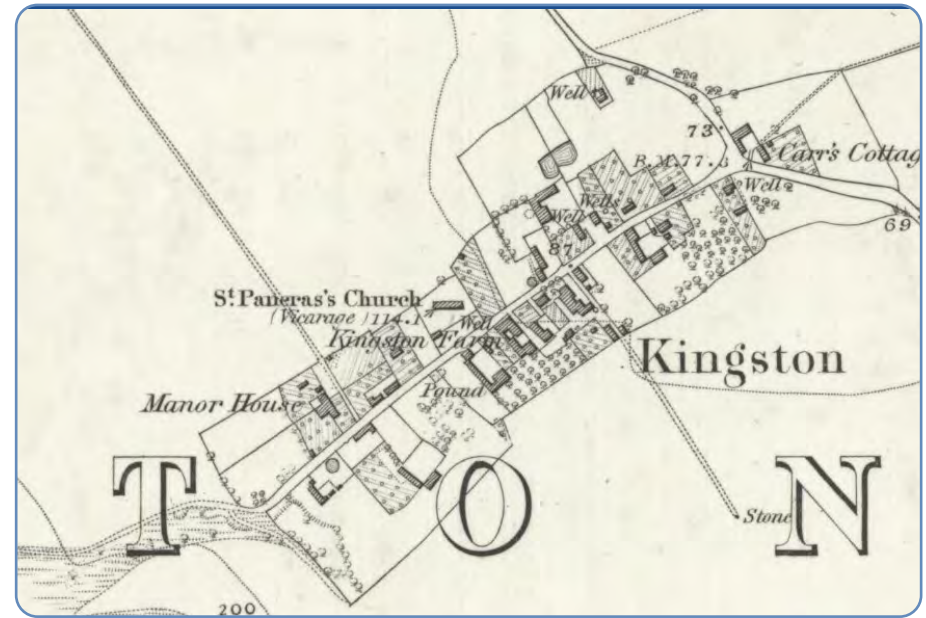 Well
73
B.M.77.3
Carr's Cottag
Wells
Well
Well
69
87
St. Paneras's Church
(Vicarage) 114.1
Well
Kingston Farm
Kingston
Manor House
Pound
T O N
Stone
200